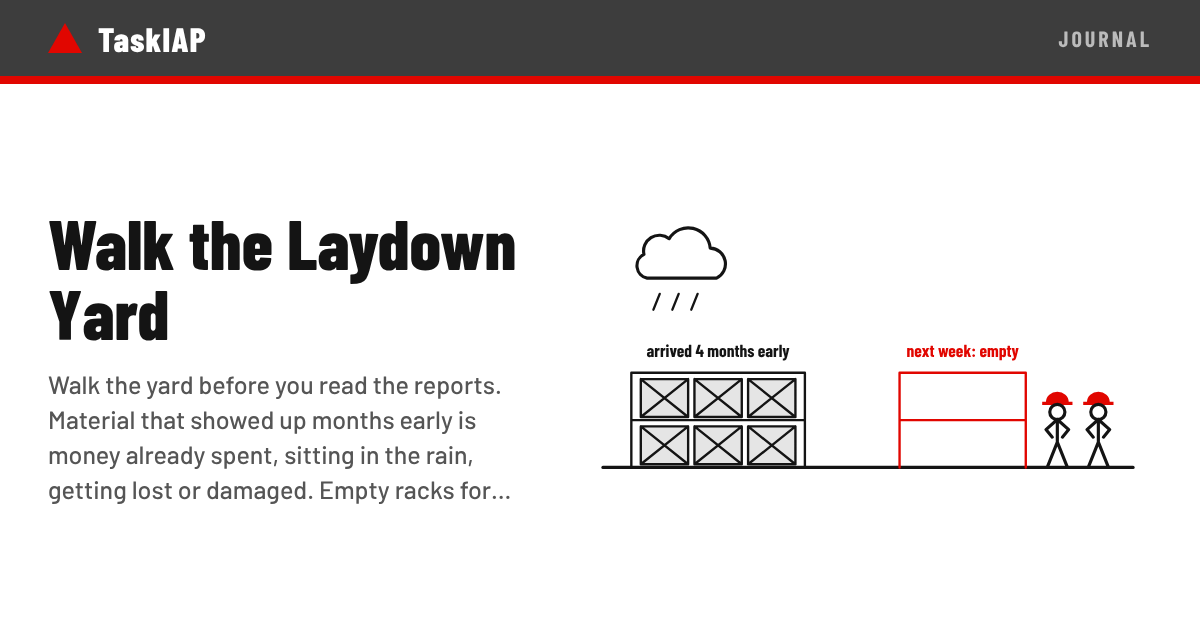 TaskIAP
JOURNAL
Walk the Laydown
Yard
Walk the yard before you read the reports.
Material that showed up months early is
money already spent, sitting in the rain,
getting lost or damaged. Empty racks for...
arrived 4 months early
next week: empty